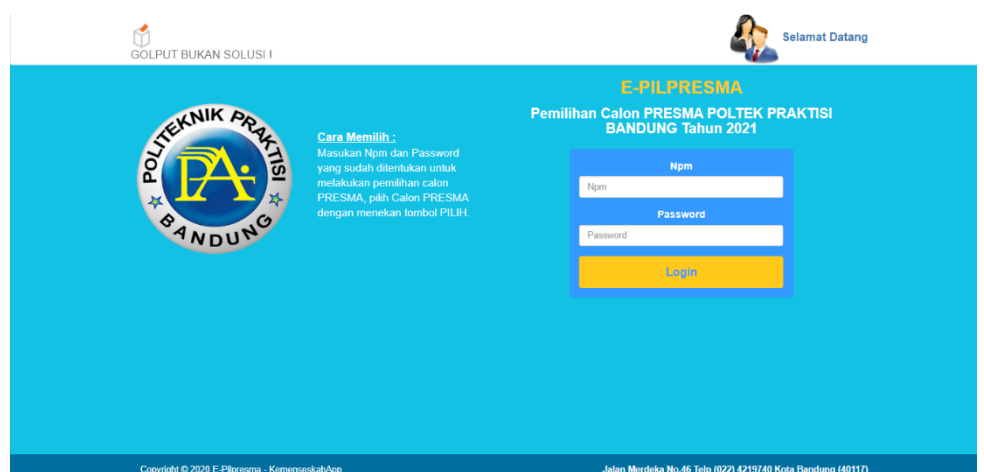 GOLPUT BUKAN SOLUSI !
Selamat Datang
POLITEKNIK PRAKTISI
BANDUNG
Cara Memilih :
Masukan Npm dan Password
yang sudah ditentukan untuk
melakukan pemilihan calon
PRESMA, pilih Calon PRESMA
dengan menekan tombol PILIH.
E-PILPRESMA
Pemilihan Calon PRESMA POLTEK PRAKTISI
BANDUNG Tahun 2021
Npm
Npm
Password
Password
Login
Copyright © 2020 E-Pilpresma - KemenseskabApp
Jalan Merdeka No.46 Telp (022) 4219740 Kota Bandung (40117)